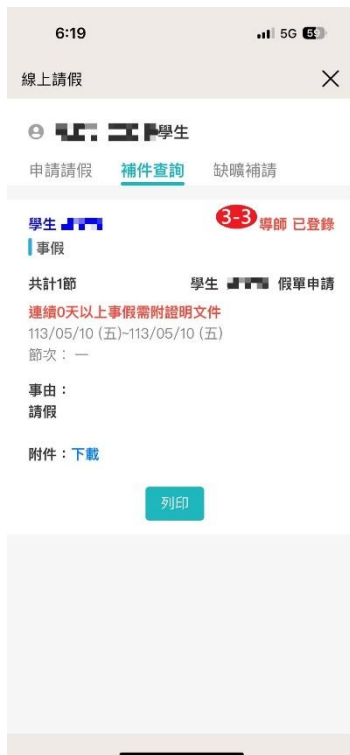 6:19
5G 59
線上請假
學生
申請請假 補件查詢 缺曠補請
學生
3-3 導師 已登錄
事假
共計1節 學生 假單申請
連續0天以上事假需附證明文件
113/05/10 (五)~113/05/10 (五)
節次： 一
事由：
請假
附件：下載
列印